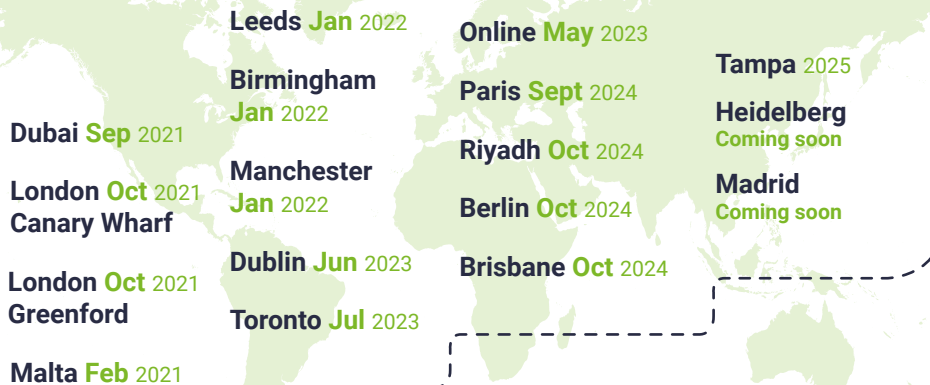 Dubai Sep 2021
London Oct 2021
Canary Wharf
London Oct 2021
Greenford
Malta Feb 2021
Leeds Jan 2022
Birmingham
Jan 2022
Manchester
Jan 2022
Dublin Jun 2023
Toronto Jul 2023
Online May 2023
Paris Sept 2024
Riyadh Oct 2024
Berlin Oct 2024
Brisbane Oct 2024
Tampa 2025
Heidelberg
Coming soon
Madrid
Coming soon